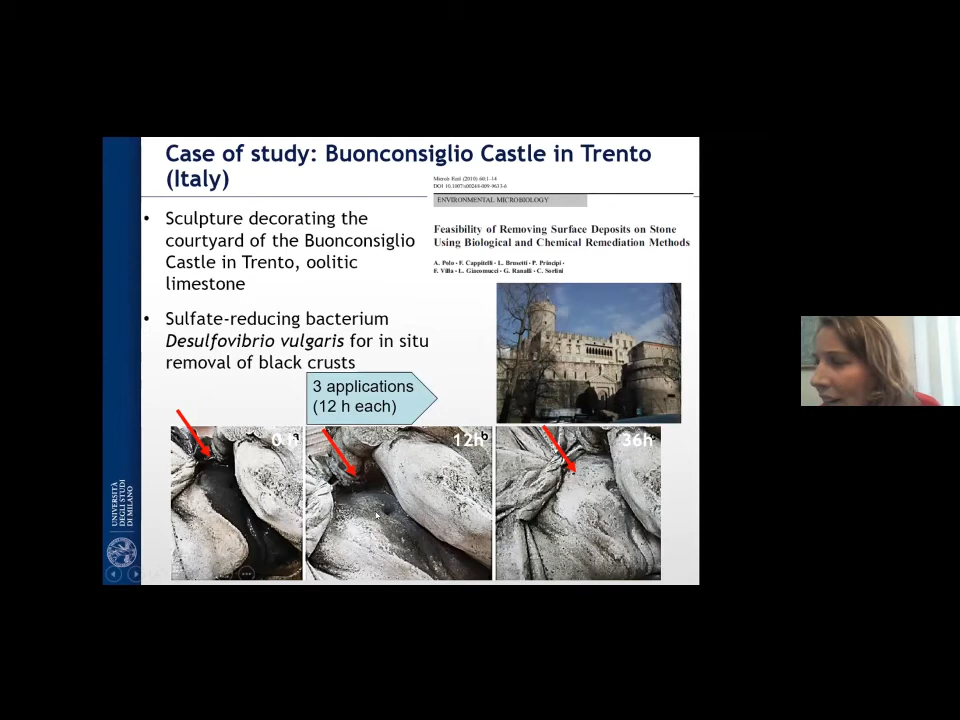 Case of study: Buonconsiglio Castle in Trento
(Italy)
Microb Ecol (2010) 60:1–14
DOI 10.1007/s00248-009-9633-6
ENVIRONMENTAL MICROBIOLOGY
Feasibility of Removing Surface Deposits on Stone
Using Biological and Chemical Remediation Methods
A. Polo · F. Cappitelli · L. Brusetti · P. Principi ·
F. Villa · L. Giacomucci · G. Ranalli · C. Sorlini
• Sculpture decorating the
courtyard of the Buonconsiglio
Castle in Trento, oolitic
limestone
• Sulfate-reducing bacterium
Desulfovibrio vulgaris for in situ
removal of black crusts
3 applications
(12 h each)
0 h a
12h b
36h
UNIVERSITÀ
DEGLI STUDI
DI MILANO